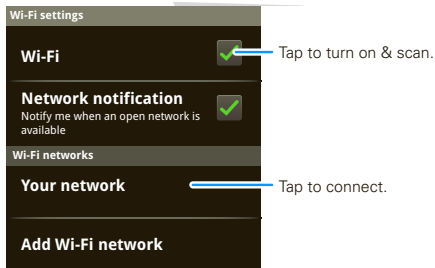 Wi-Fi settings
Wi-Fi
Tap to turn on & scan.
Network notification
Notify me when an open network is
available
Wi-Fi networks
Your network
Tap to connect.
Add Wi-Fi network